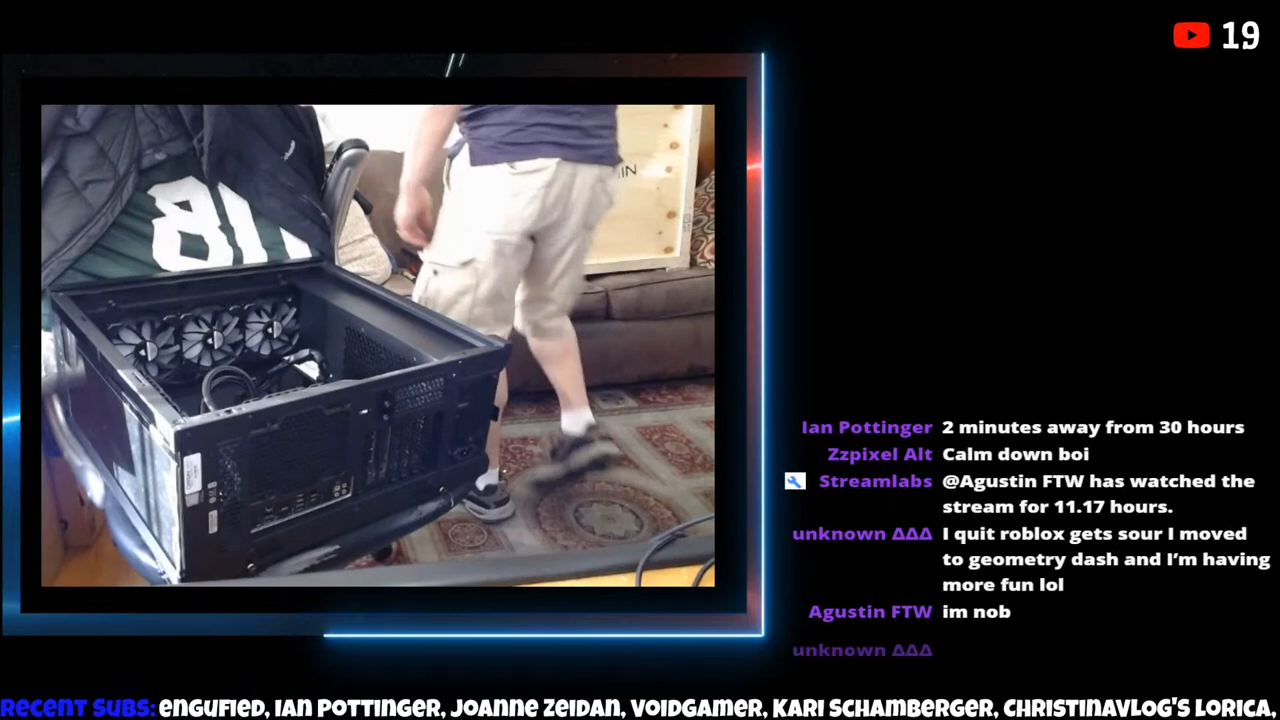 19
18
IN
Ian Pottinger 2 minutes away from 30 hours
Zzpixel Alt Calm down boi
Streamlabs @Agustin FTW has watched the
stream for 11.17 hours.
unknown ΔΔΔ I quit roblox gets sour I moved
to geometry dash and I'm having
more fun lol
Agustin FTW im nob
unknown ΔΔΔ
RECENT SUBS: ENGUFIED, IAN POTTINGER, JOANNE ZEIDAN, VOIDGAMER, KARI SCHAMBERGER, CHRISTINAVLOG'S LORICA,